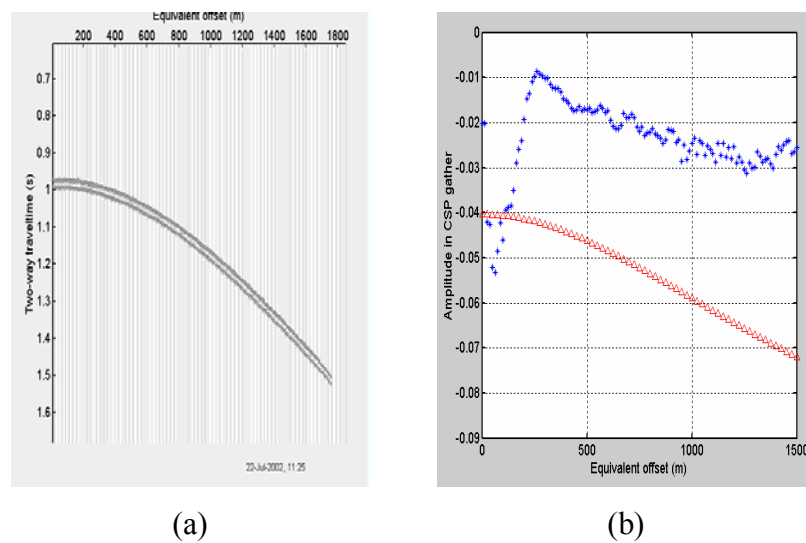 Equivalent offset (m)
200 400 600 800 1000 1200 1400 1600 1800
Two-way traveltime (s)
0.7
0.8
0.9
1
1.1
1.2
1.3
1.4
1.5
1.6
22-Jul-2002, 11:25
(a)
Amplitude in CSP gather
0
-0.01
-0.02
-0.03
-0.04
-0.05
-0.06
-0.07
-0.08
-0.09
0 500 1000 1500
Equivalent offset (m)
(b)